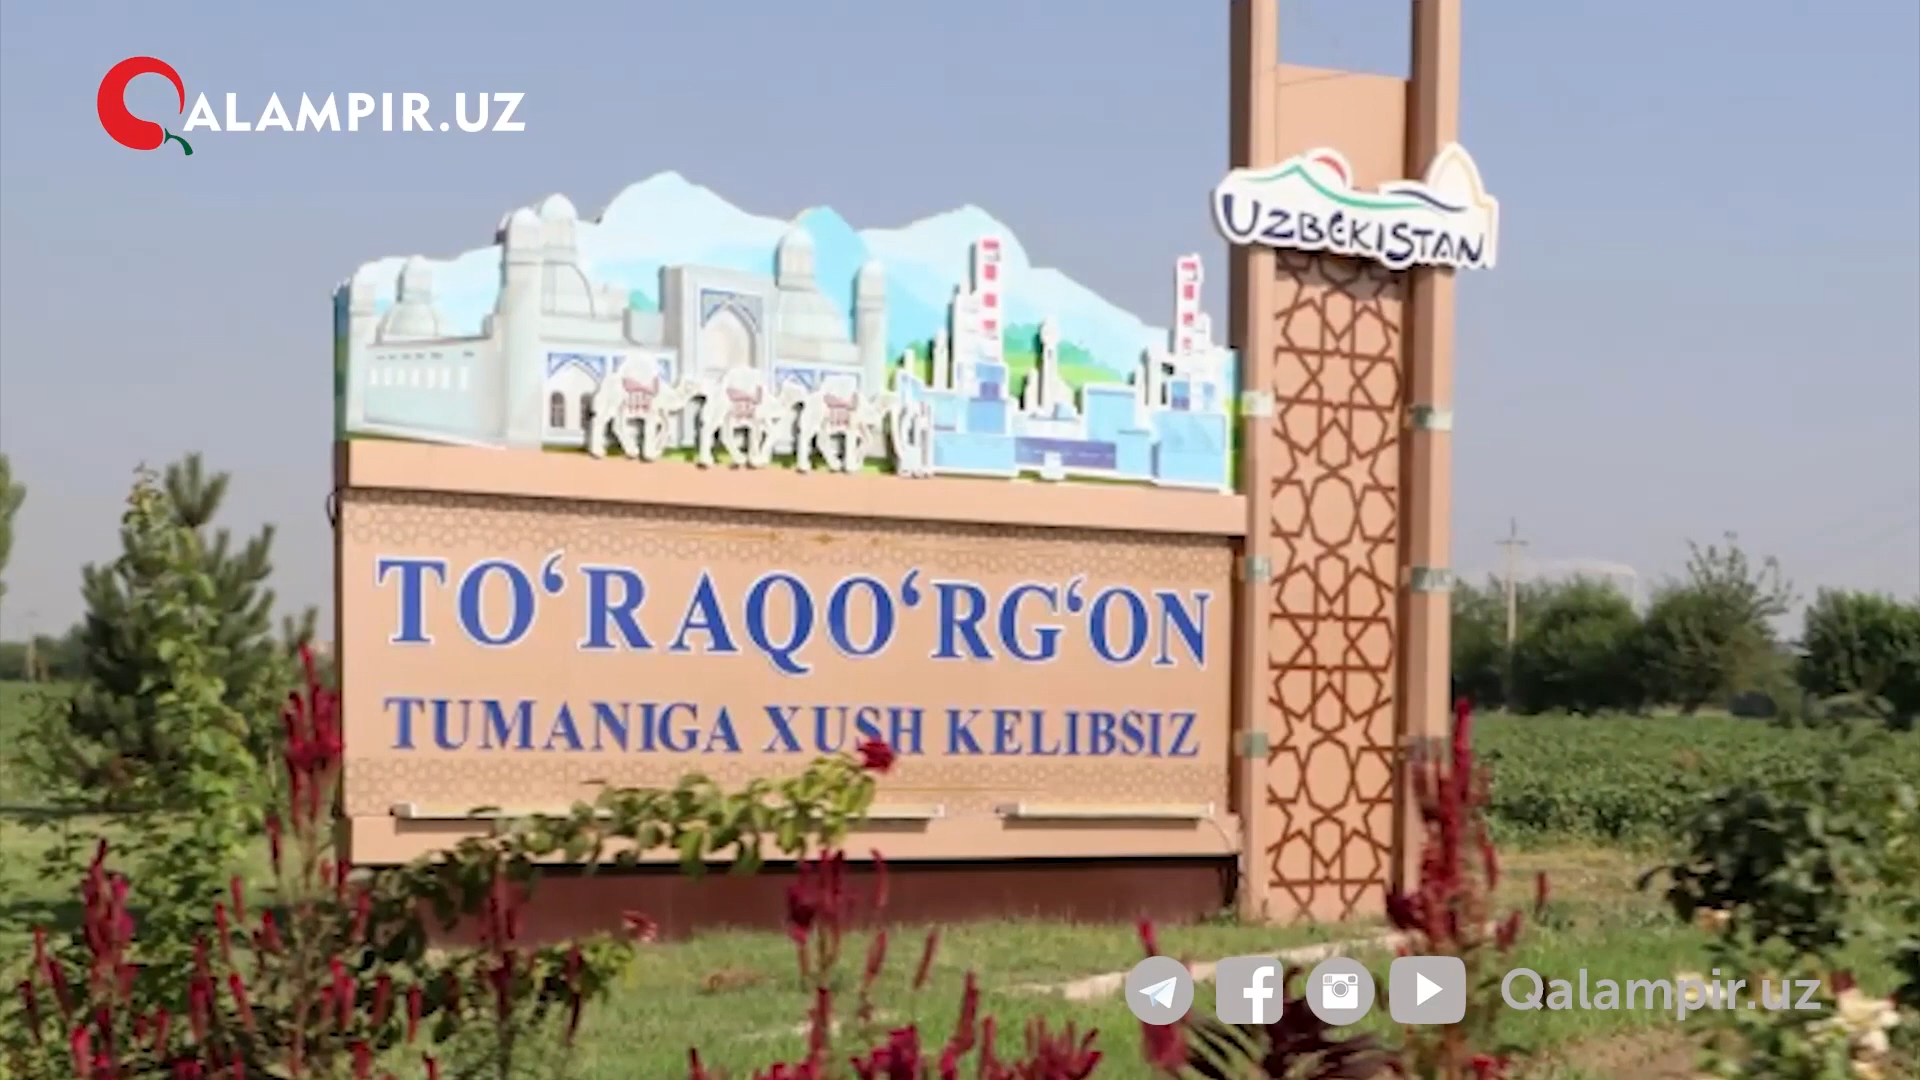 QALAMPIR.UZ
UZBEKISTAN
TO‘RAQO‘RG‘ON
TUMANIGA XUSH KELIBSIZ
Qalampir.uz